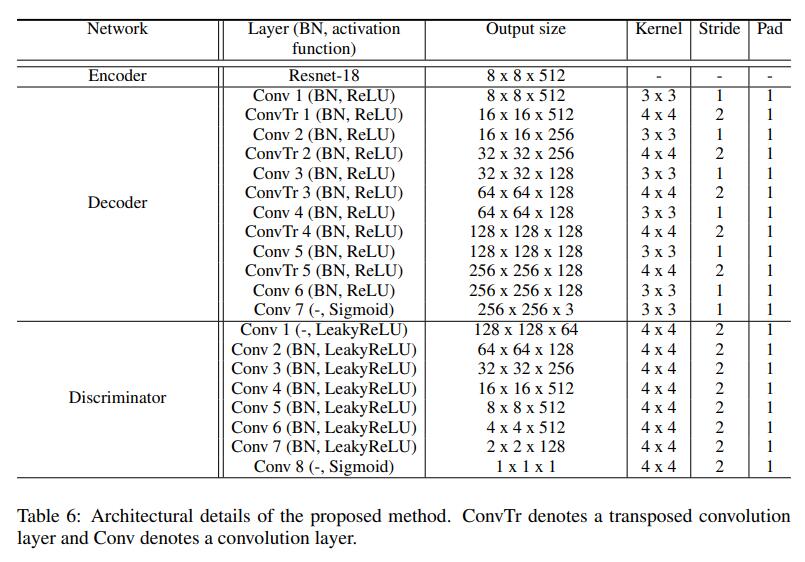 Network Layer (BN, activation function) Output size Kernel Stride Pad
Encoder Resnet-18 8 x 8 x 512 - - -
Decoder
Conv 1 (BN, ReLU) 8 x 8 x 512 3 x 3 1 1
ConvTr 1 (BN, ReLU) 16 x 16 x 512 4 x 4 2 1
Conv 2 (BN, ReLU) 16 x 16 x 256 3 x 3 1 1
ConvTr 2 (BN, ReLU) 32 x 32 x 256 4 x 4 2 1
Conv 3 (BN, ReLU) 32 x 32 x 128 3 x 3 1 1
ConvTr 3 (BN, ReLU) 64 x 64 x 128 4 x 4 2 1
Conv 4 (BN, ReLU) 64 x 64 x 128 3 x 3 1 1
ConvTr 4 (BN, ReLU) 128 x 128 x 128 4 x 4 2 1
Conv 5 (BN, ReLU) 128 x 128 x 128 3 x 3 1 1
ConvTr 5 (BN, ReLU) 256 x 256 x 128 4 x 4 2 1
Conv 6 (BN, ReLU) 256 x 256 x 128 3 x 3 1 1
Conv 7 (-, Sigmoid) 256 x 256 x 3 3 x 3 1 1
Discriminator
Conv 1 (-, LeakyReLU) 128 x 128 x 64 4 x 4 2 1
Conv 2 (BN, LeakyReLU) 64 x 64 x 128 4 x 4 2 1
Conv 3 (BN, LeakyReLU) 32 x 32 x 256 4 x 4 2 1
Conv 4 (BN, LeakyReLU) 16 x 16 x 512 4 x 4 2 1
Conv 5 (BN, LeakyReLU) 8 x 8 x 512 4 x 4 2 1
Conv 6 (BN, LeakyReLU) 4 x 4 x 512 4 x 4 2 1
Conv 7 (BN, LeakyReLU) 2 x 2 x 128 4 x 4 2 1
Conv 8 (-, Sigmoid) 1 x 1 x 1 4 x 4 2 1
Table 6: Architectural details of the proposed method. ConvTr denotes a transposed convolution
layer and Conv denotes a convolution layer.